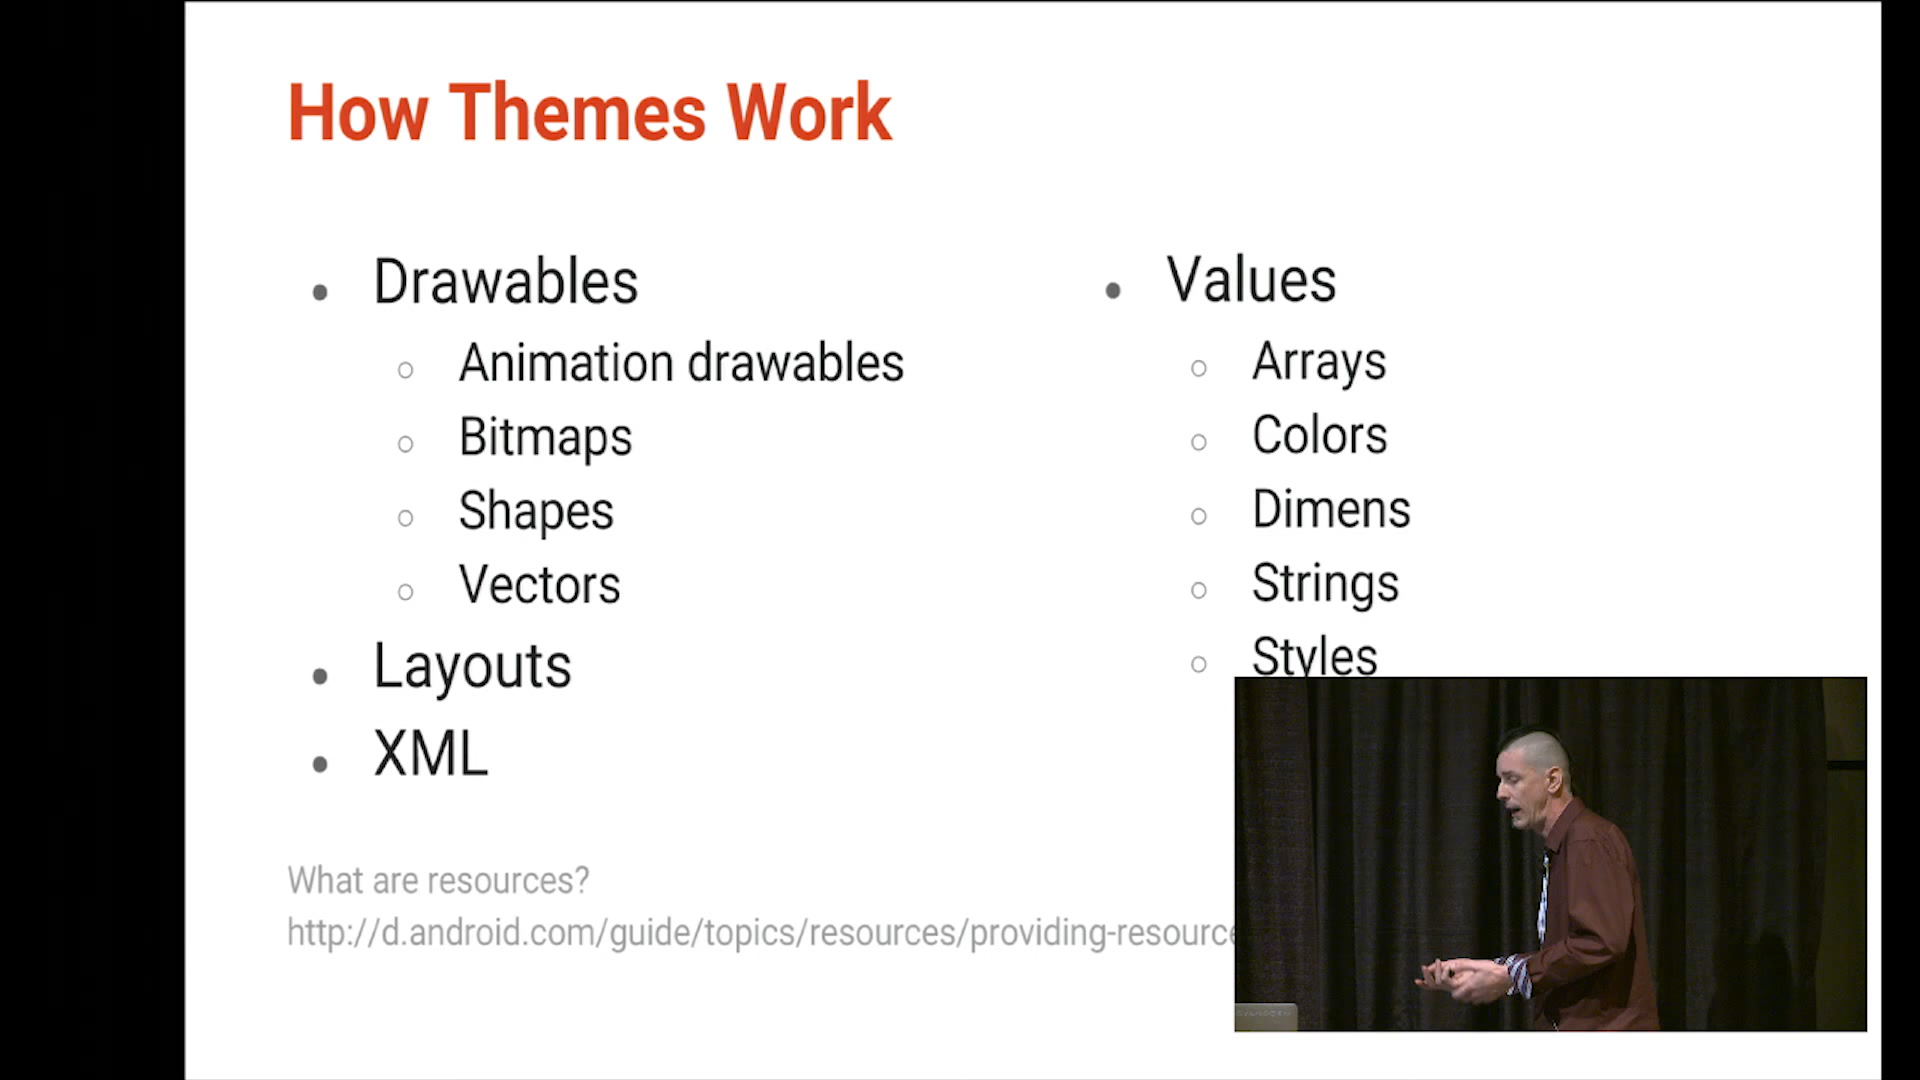 How Themes Work
Drawables
Animation drawables
Bitmaps
Shapes
Vectors
Layouts
XML
Values
Arrays
Colors
Dimens
Strings
Styles
What are resources?
http://d.android.com/guide/topics/resources/providing-resource